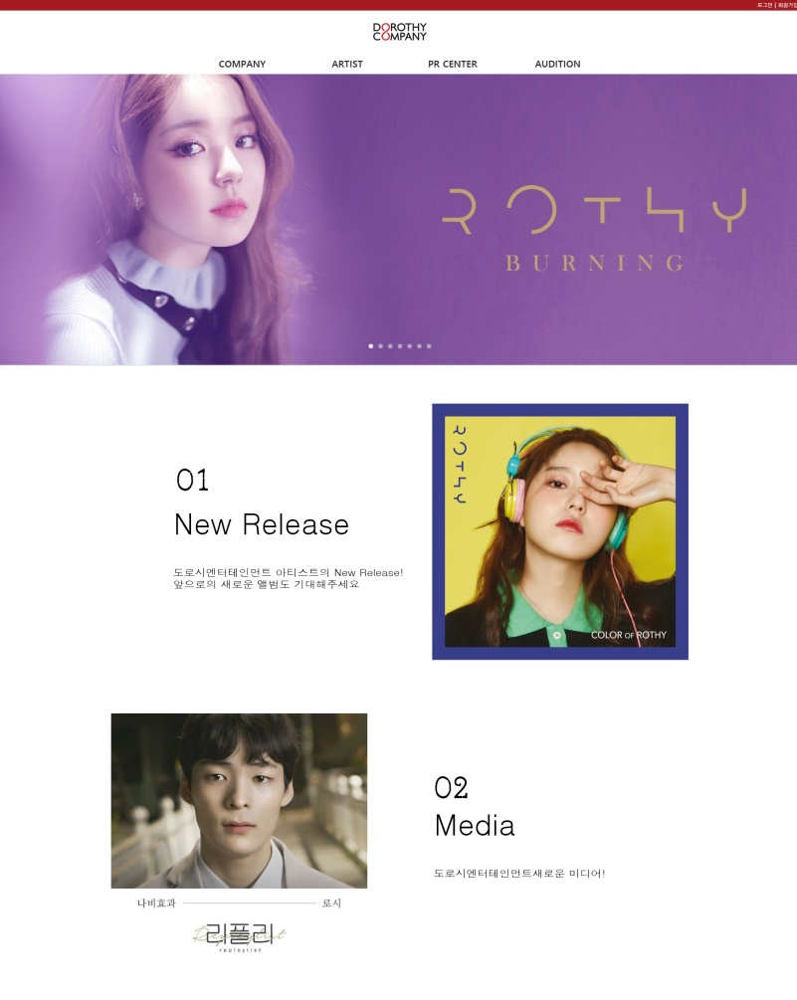 로그인 | 회원가입
DOROTHY
COMPANY
COMPANY ARTIST PR CENTER AUDITION
ROTHY
BURNING
01
New Release
도로시엔터테인먼트 아티스트의 New Release!
앞으로의 새로운 앨범도 기대해주세요
ROTHY
COLOR OF ROTHY
02
Media
도로시엔터테인먼트새로운 미디어!
나비효과 로시
리플리
replaylist